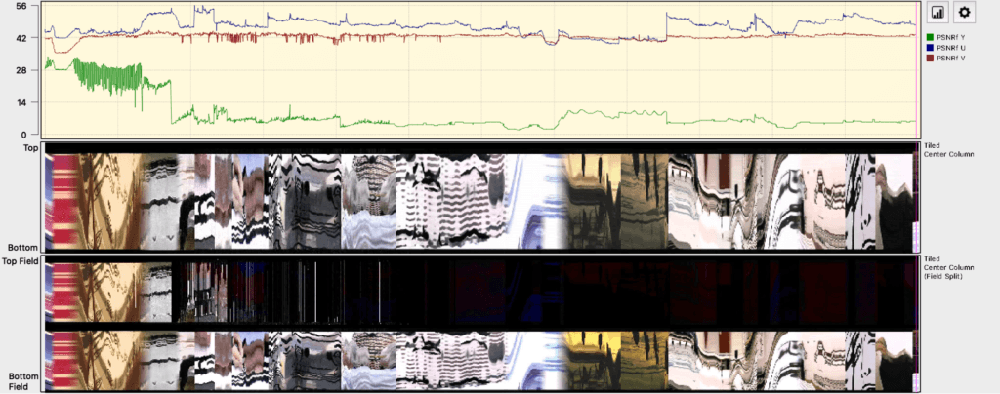 56
42
28
14
0
PSNRf Y
PSNRf U
PSNRf V
Top
Bottom
Tiled
Center Column
Top Field
Bottom
Field
Tiled
Center Column
(Field Split)